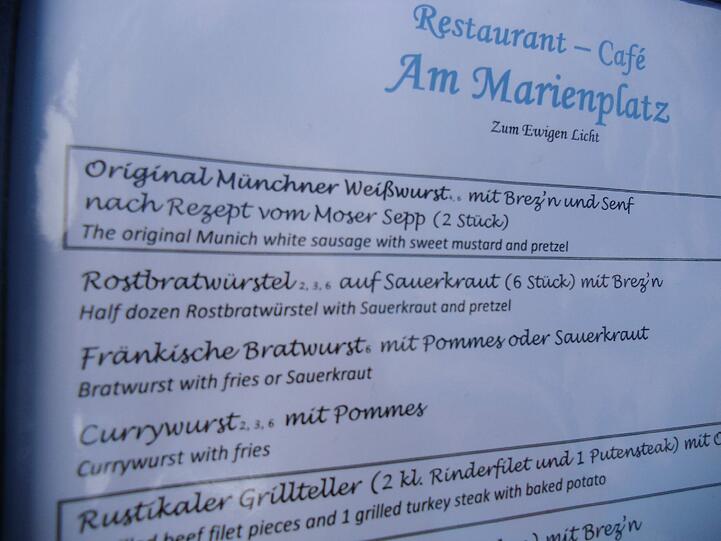 Restaurant – Café
Am Marienplatz
Zum Ewigen Licht
Original Münchner Weißwurst 4, 6 mit Brez'n und Senf
nach Rezept vom Moser Sepp (2 Stück)
The original Munich white sausage with sweet mustard and pretzel
Rostbratwürstel 2, 3, 6 auf Sauerkraut (6 Stück) mit Brez'n
Half dozen Rostbratwürstel with Sauerkraut and pretzel
Fränkische Bratwurst 6 mit Pommes oder Sauerkraut
Bratwurst with fries or Sauerkraut
Currywurst 2, 3, 6 mit Pommes
Currywurst with fries
Rustikaler Grillteller (2 kl. Rinderfilet und 1 Putensteak) mit
beef filet pieces and 1 grilled turkey steak with baked potato
mit Brez'n